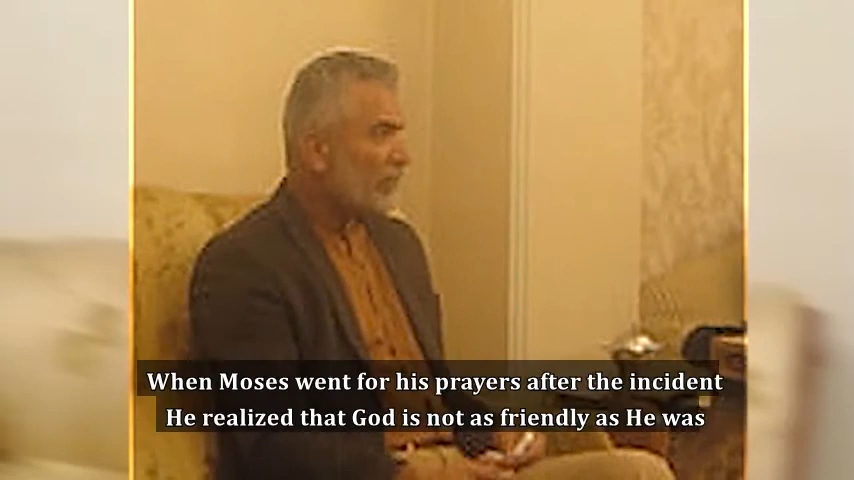 When Moses went for his prayers after the incident
He realized that God is not as friendly as He was